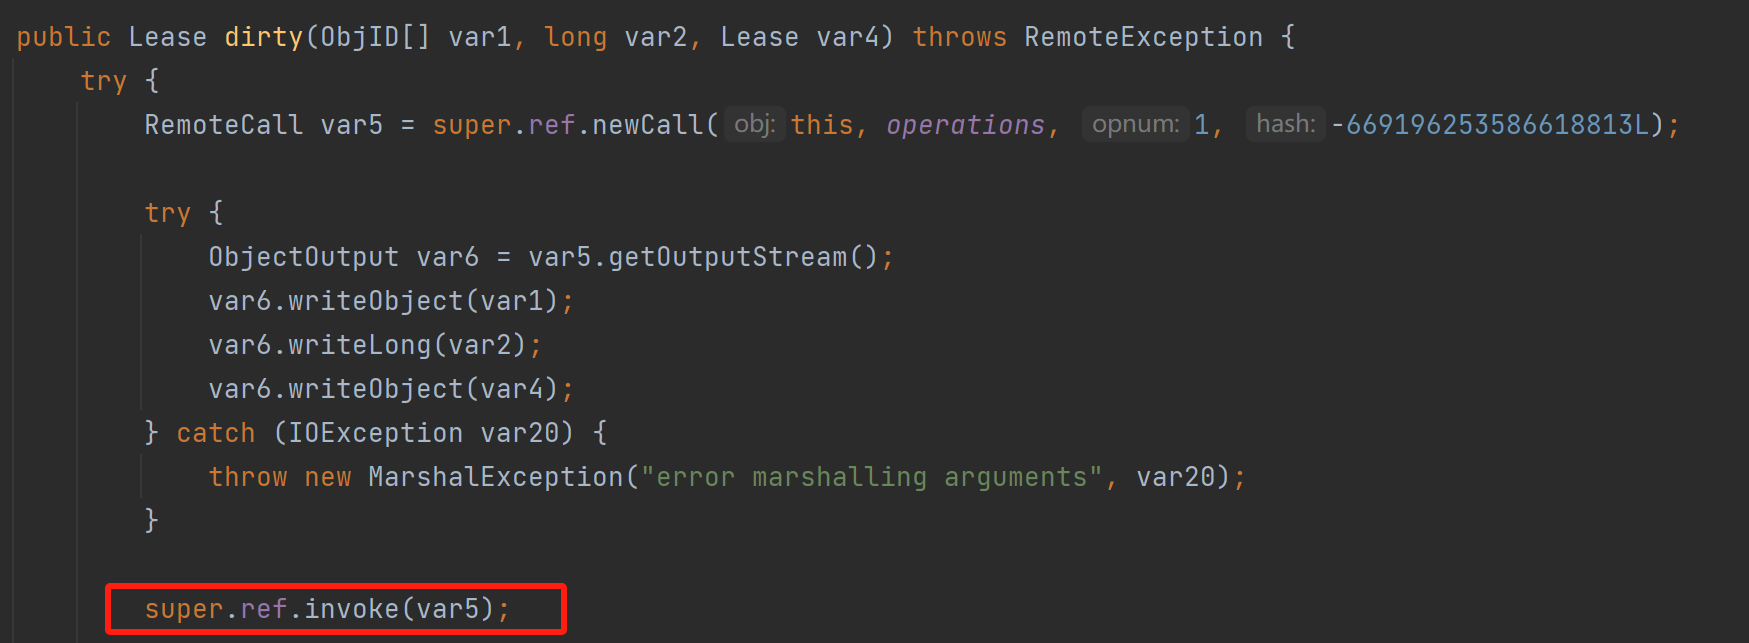 public Lease dirty(ObjID[] var1, long var2, Lease var4) throws RemoteException {
try {
RemoteCall var5 = super.ref.newCall( obj: this, operations, opnum: 1, hash: -669196253586618813L);
try {
ObjectOutput var6 = var5.getOutputStream();
var6.writeObject(var1);
var6.writeLong(var2);
var6.writeObject(var4);
} catch (IOException var20) {
throw new MarshalException("error marshalling arguments", var20);
}
super.ref.invoke(var5);